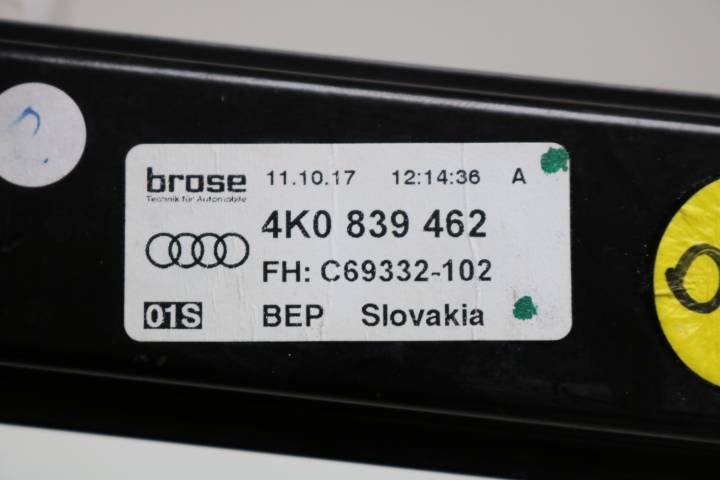 brose 11.10.17 12:14:36 A
Technik für Automobile
4K0 839 462
FH: C69332-102
01S BEP Slovakia